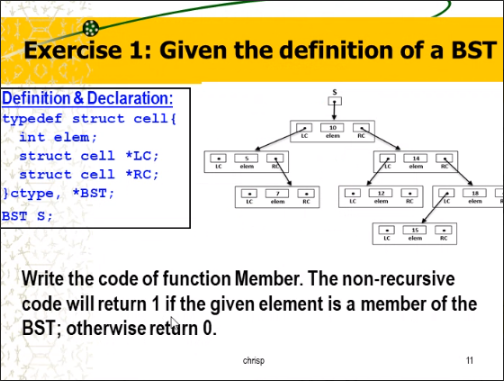 Exercise 1: Given the definition of a BST
Definition & Declaration:
typedef struct cell{
int elem;
struct cell *LC;
struct cell *RC;
}ctype, *BST;
BST S;
S
10
LC elem RC
5
LC elem RC
14
LC elem RC
7
LC elem RC
12
LC elem RC
18
LC elem RC
15
LC elem RC
Write the code of function Member. The non-recursive
code will return 1 if the given element is a member of the
BST; otherwise return 0.
chrisp
11